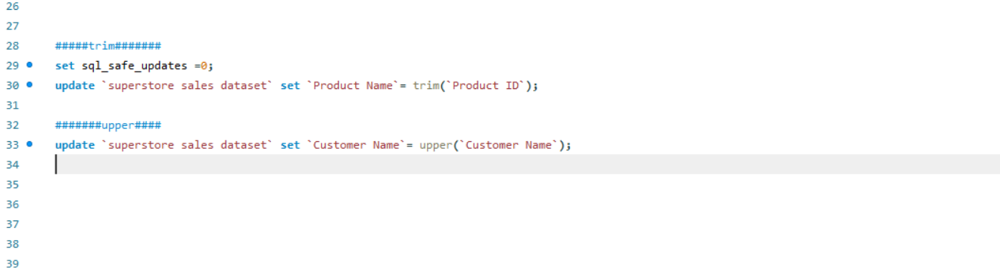 26
27
28 #####trim#######
29 set sql_safe_updates =0;
30 update `superstore sales dataset` set `Product Name`= trim(`Product ID`);
31
32 #######upper####
33 update `superstore sales dataset` set `Customer Name`= upper(`Customer Name`);
34
35
36
37
38
39